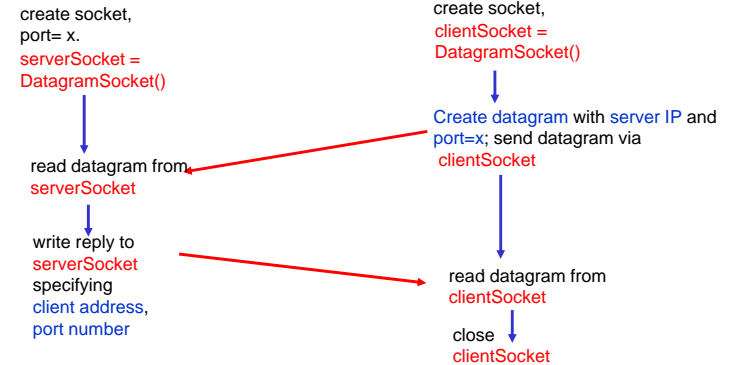 create socket,
port= x.
serverSocket =
DatagramSocket()
read datagram from
serverSocket
write reply to
serverSocket
specifying
client address,
port number
create socket,
clientSocket =
DatagramSocket()
Create datagram with server IP and
port=x; send datagram via
clientSocket
read datagram from
clientSocket
close
clientSocket